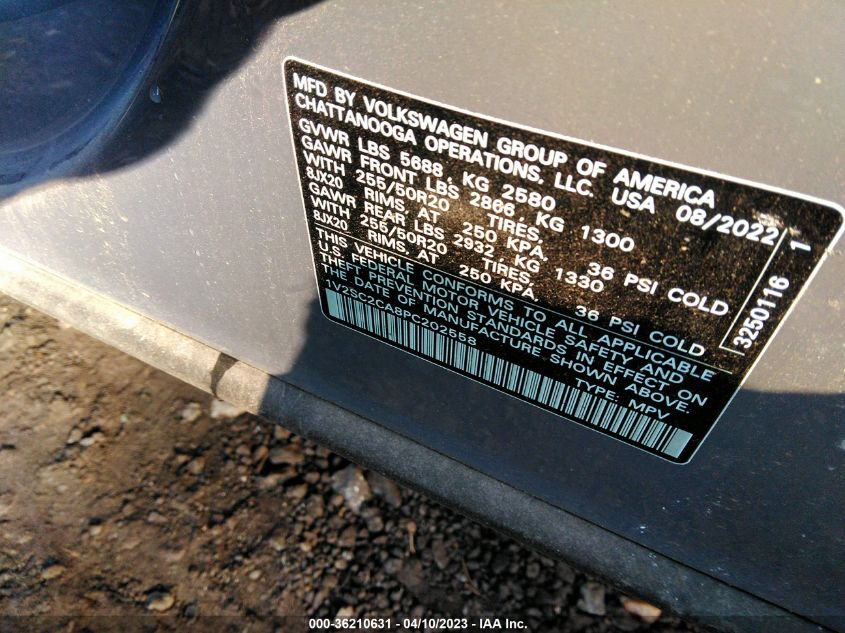 MFD BY VOLKSWAGEN GROUP OF AMERICA
CHATTANOOGA OPERATIONS, LLC. USA 08/2022
GVWR LBS 5688, KG 2580
GAWR FRONT LBS 2866, KG 1300
WITH 255/50R20 TIRES,
8JX20 RIMS, AT 250 KPA. 36 PSI COLD
GAWR REAR LBS 2932, KG 1330
WITH 255/50R20 TIRES,
8JX20 RIMS, AT 250 KPA. 36 PSI COLD
THIS VEHICLE CONFORMS TO ALL APPLICABLE
U.S. FEDERAL MOTOR VEHICLE SAFETY AND
THEFT PREVENTION STANDARDS IN EFFECT ON
THE DATE OF MANUFACTURE SHOWN ABOVE.
1V2SC2CA8PC202558 TYPE: MPV
3250116 1
000-36210631 - 04/10/2023 - IAA Inc.